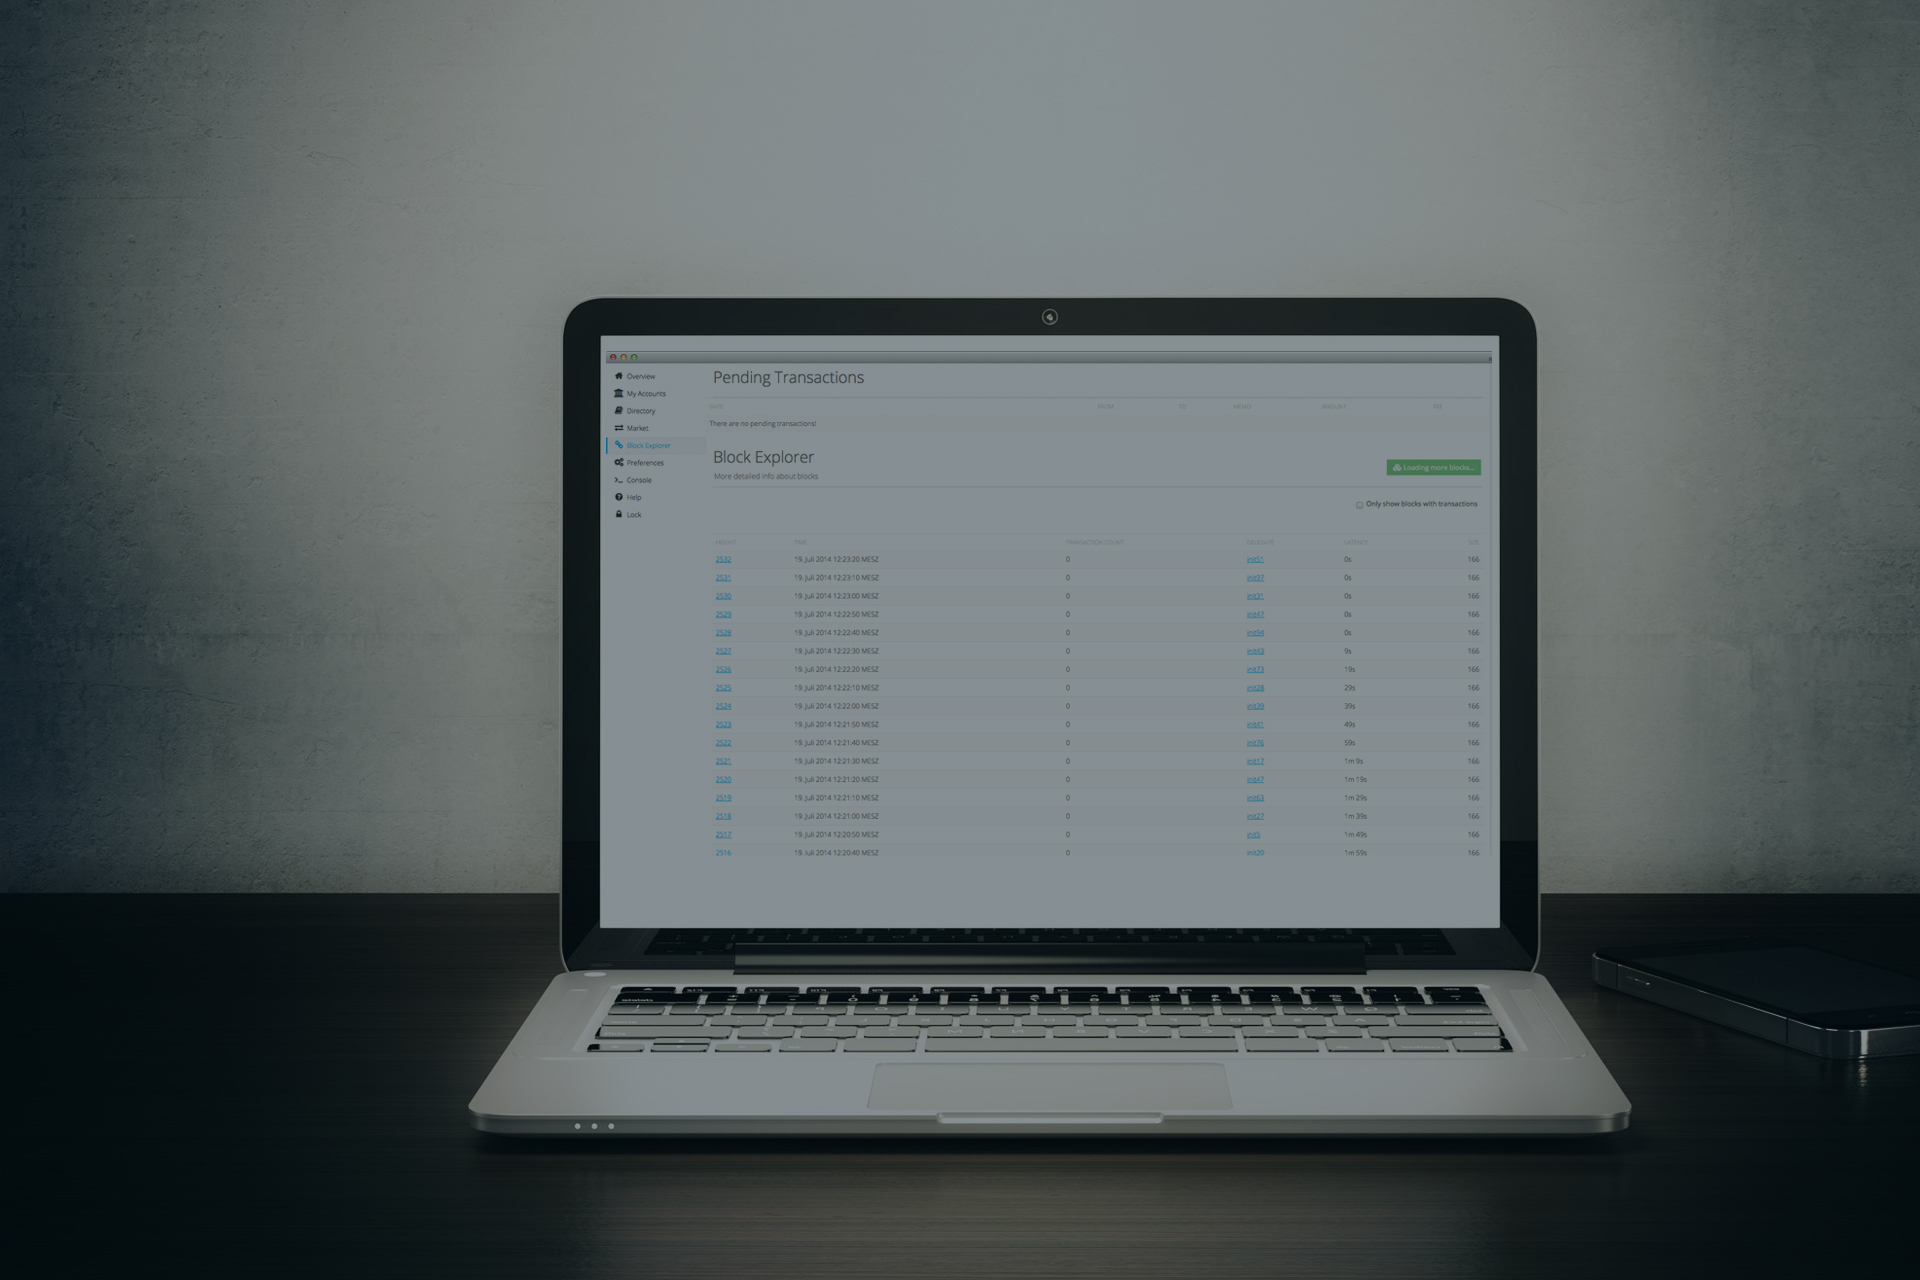 Overview
My Accounts
Directory
Market
Block Explorer
Preferences
Console
Help
Lock
Pending Transactions
DATE FROM TO MEMO AMOUNT FEE
There are no pending transactions!
Block Explorer
More detailed info about blocks
Loading more blocks...
Only show blocks with transactions
HEIGHT TIME TRANSACTION COUNT DELEGATE LATENCY SIZE
2532 19. Juli 2014 12:23:20 MESZ 0 init51 0s 166
2531 19. Juli 2014 12:23:10 MESZ 0 init37 0s 166
2530 19. Juli 2014 12:23:00 MESZ 0 init31 0s 166
2529 19. Juli 2014 12:22:50 MESZ 0 init47 0s 166
2528 19. Juli 2014 12:22:40 MESZ 0 init94 0s 166
2527 19. Juli 2014 12:22:30 MESZ 0 init43 9s 166
2526 19. Juli 2014 12:22:20 MESZ 0 init73 19s 166
2525 19. Juli 2014 12:22:10 MESZ 0 init28 29s 166
2524 19. Juli 2014 12:22:00 MESZ 0 init39 39s 166
2523 19. Juli 2014 12:21:50 MESZ 0 init41 49s 166
2522 19. Juli 2014 12:21:40 MESZ 0 init76 59s 166
2521 19. Juli 2014 12:21:30 MESZ 0 init17 1m 9s 166
2520 19. Juli 2014 12:21:20 MESZ 0 init47 1m 19s 166
2519 19. Juli 2014 12:21:10 MESZ 0 init63 1m 29s 166
2518 19. Juli 2014 12:21:00 MESZ 0 init27 1m 39s 166
2517 19. Juli 2014 12:20:50 MESZ 0 init5 1m 49s 166
2516 19. Juli 2014 12:20:40 MESZ 0 init20 1m 59s 166